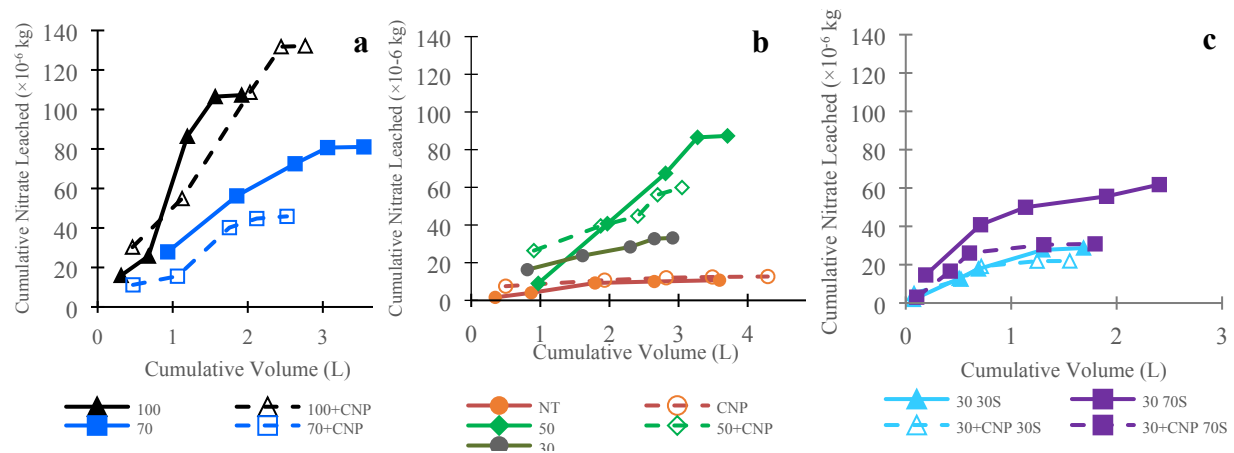 a
Cumulative Nitrate Leached (×10⁻⁶ kg)
140
120
100
80
60
40
20
0
0 1 2 3
Cumulative Volume (L)
100
100+CNP
70
70+CNP
b
Cumulative Nitrate Leached (×10-6 kg)
140
120
100
80
60
40
20
0
0 1 2 3 4
Cumulative Volume (L)
NT
CNP
50
50+CNP
30
c
Cumulative Nitrate Leached (×10⁻⁶ kg)
140
120
100
80
60
40
20
0
0 1 2 3
Cumulative Volume (L)
30 30S
30 70S
30+CNP 30S
30+CNP 70S